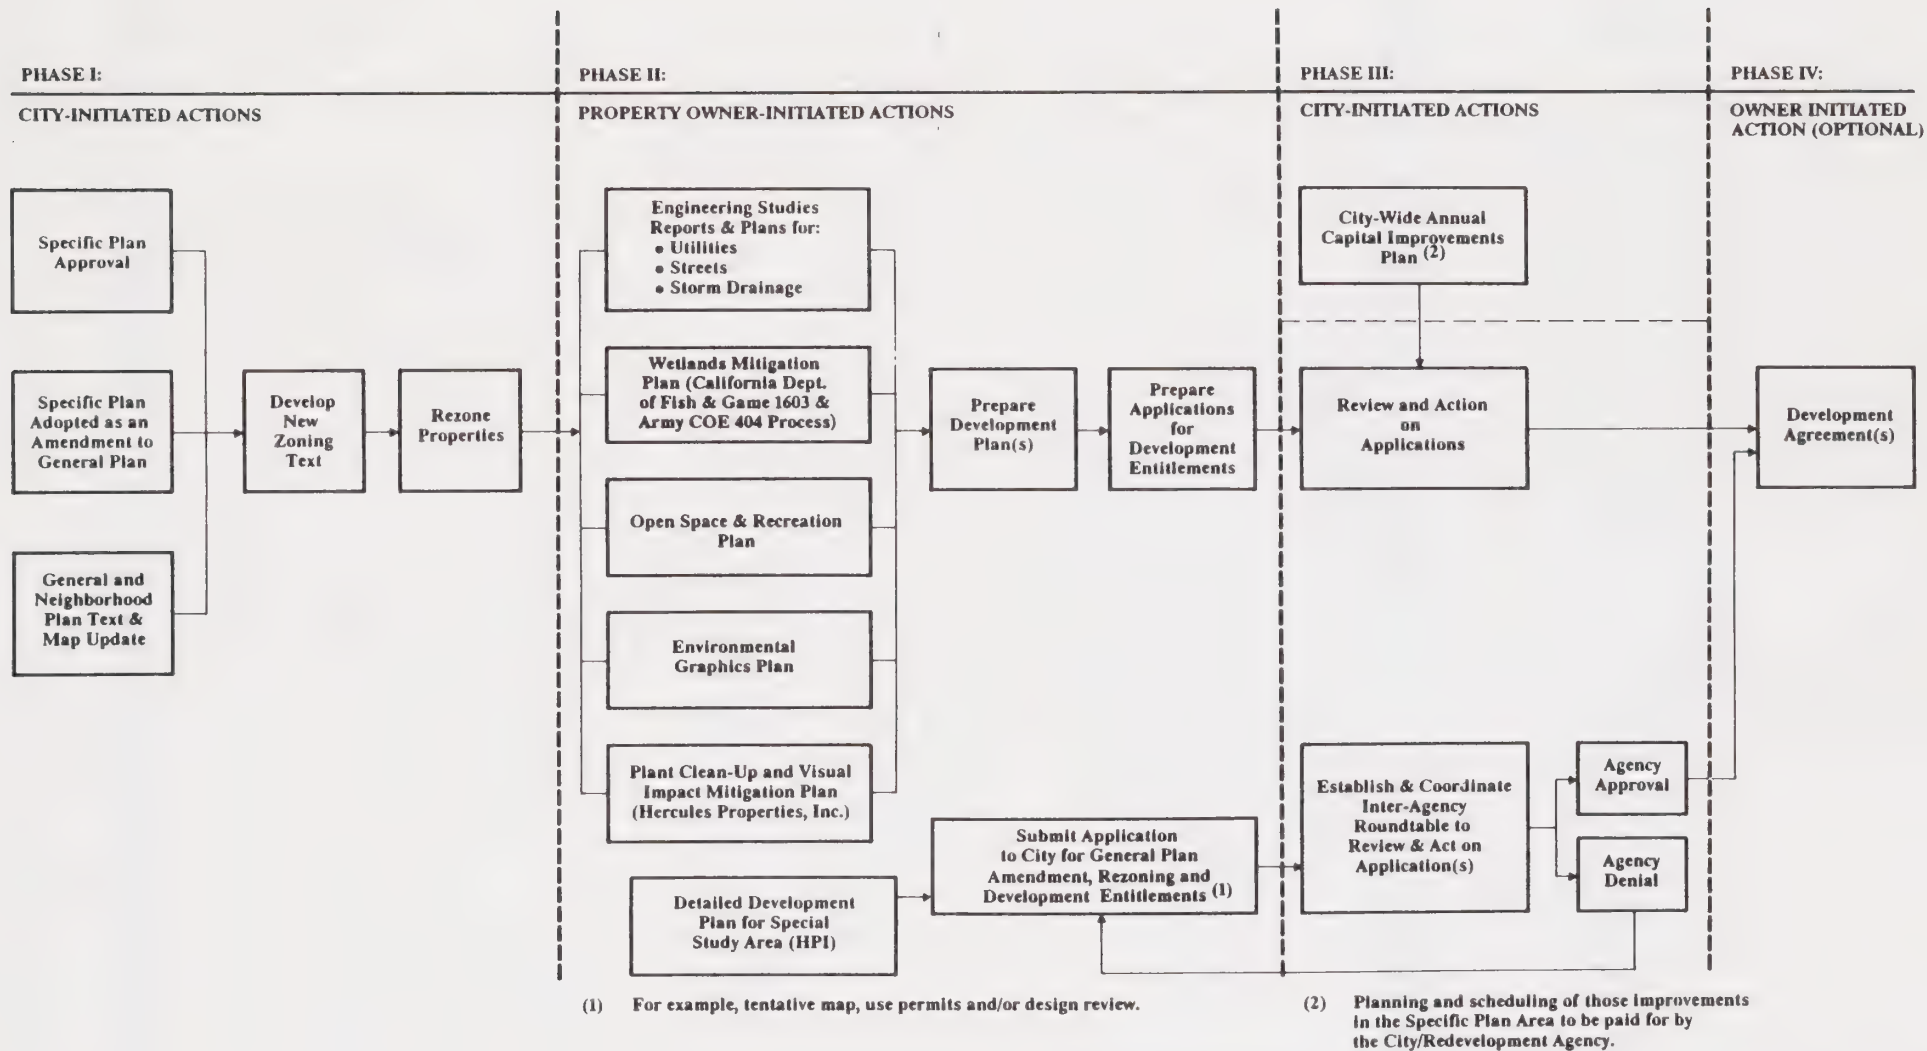 PHASE I:
CITY-INITIATED ACTIONS
Specific Plan
Approval
Specific Plan
Adopted as an
Amendment to
General Plan
General and
Neighborhood
Plan Text &
Map Update
Develop
New
Zoning
Text
Rezone
Properties
PHASE II:
PROPERTY OWNER-INITIATED ACTIONS
Engineering Studies
Reports & Plans for:
• Utilities
• Streets
• Storm Drainage
Wetlands Mitigation
Plan (California Dept.
of Fish & Game 1603 &
Army COE 404 Process)
Open Space & Recreation
Plan
Environmental
Graphics Plan
Plant Clean-Up and Visual
Impact Mitigation Plan
(Hercules Properties, Inc.)
Detailed Development
Plan for Special
Study Area (HPI)
Prepare
Development
Plan(s)
Prepare
Applications
for
Development
Entitlements
Submit Application
to City for General Plan
Amendment, Rezoning and
Development Entitlements (1)
PHASE III:
CITY-INITIATED ACTIONS
City-Wide Annual
Capital Improvements
Plan (2)
Review and Action
on
Applications
Establish & Coordinate
Inter-Agency
Roundtable to
Review & Act on
Application(s)
Agency
Approval
Agency
Denial
PHASE IV:
OWNER INITIATED
ACTION (OPTIONAL)
Development
Agreement(s)
(1) For example, tentative map, use permits and/or design review.
(2) Planning and scheduling of those improvements
in the Specific Plan Area to be paid for by
the City/Redevelopment Agency.